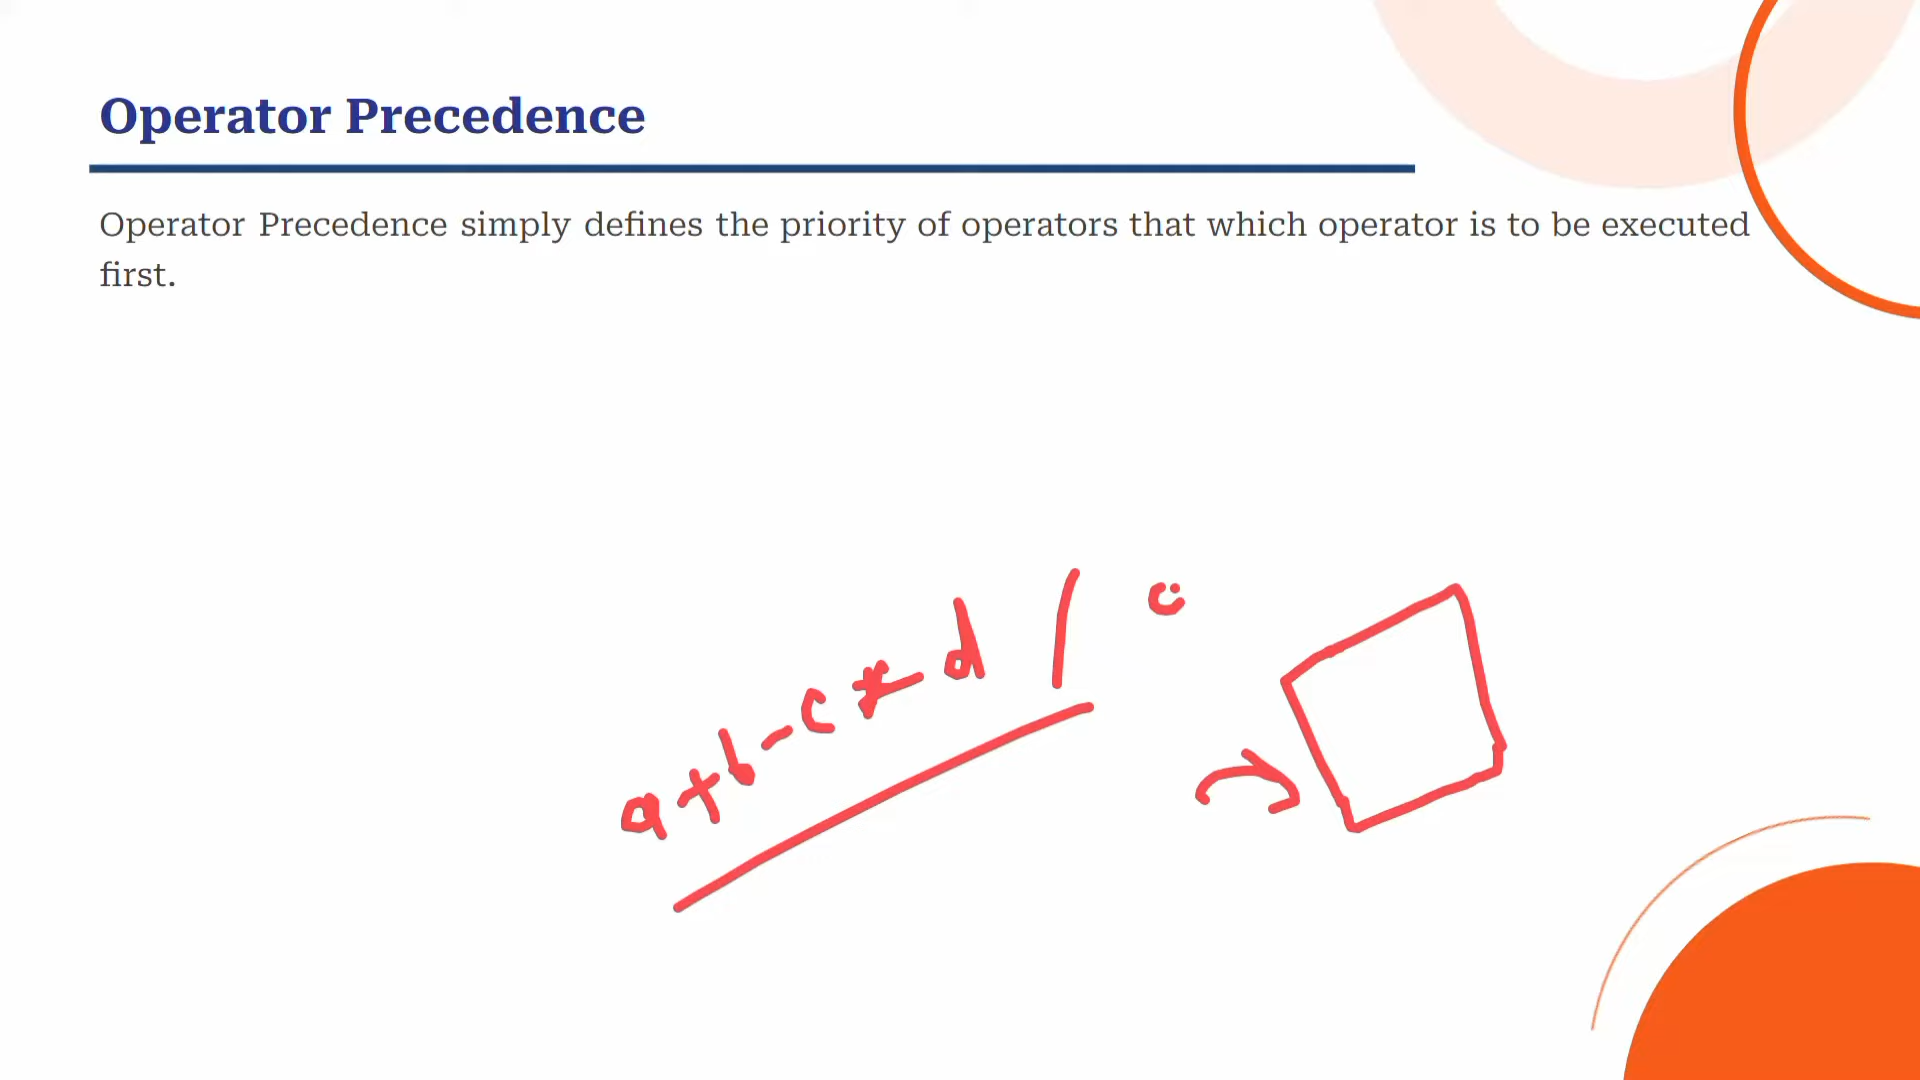 Operator Precedence
Operator Precedence simply defines the priority of operators that which operator is to be executed
first.
a+b-c*d/